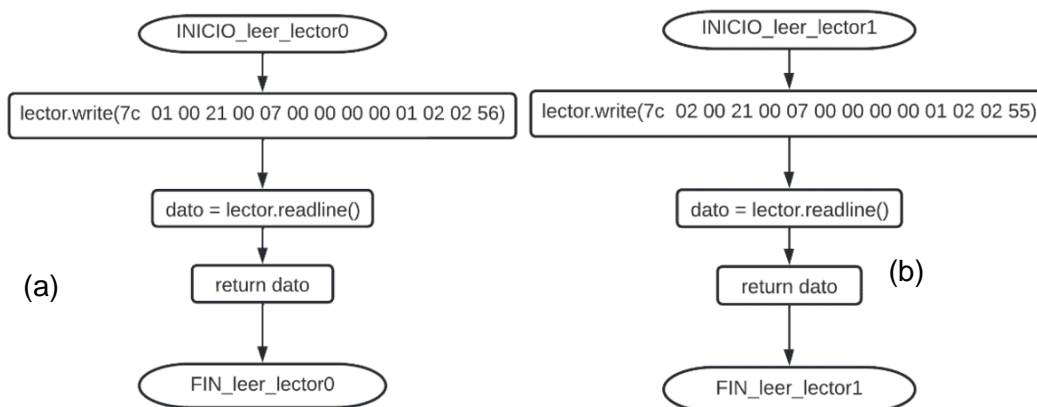 INICIO_leer_lector0
lector.write(7c 01 00 21 00 07 00 00 00 00 01 02 02 56)
dato = lector.readline()
return dato
(a)
FIN_leer_lector0
INICIO_leer_lector1
lector.write(7c 02 00 21 00 07 00 00 00 00 01 02 02 55)
dato = lector.readline()
return dato
(b)
FIN_leer_lector1